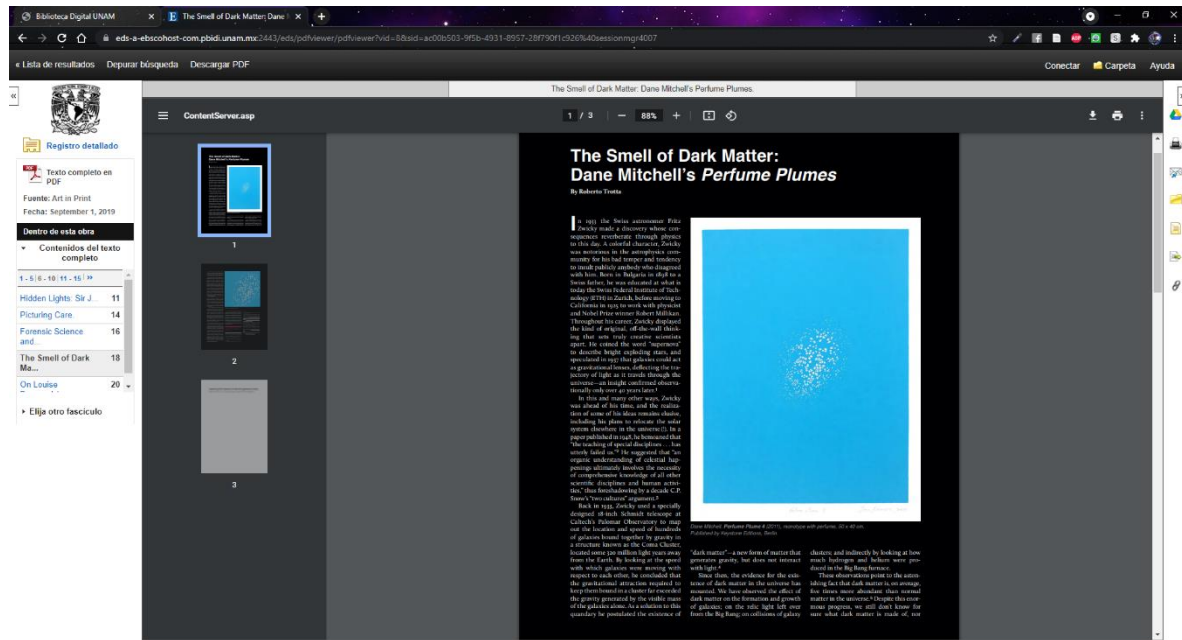 Biblioteca Digital UNAM
The Smell of Dark Matter: Dane
eds-a-ebscohost-com.pbidi.unam.mx:2443/eds/pdfviewer/pdfviewer?vid=8&sid=ac00b503-9f5b-4931-8957-28f790f1c926%40sessionmgr4007
« Lista de resultados Depurar búsqueda Descargar PDF
Conectar Carpeta Ayuda
The Smell of Dark Matter: Dane Mitchell's Perfume Plumes.
ContentServer.asp
1 / 3
88%
Registro detallado
PDF
Texto completo en
PDF
Fuente: Art in Print
Fecha: September 1, 2019
Dentro de esta obra
Contenidos del texto
completo
1 - 5 | 6 - 10 | 11 - 15 | »
Hidden Lights: Sir J... 11
Picturing Care 14
Forensic Science 16
and...
The Smell of Dark 18
Ma...
On Louise 20
Elija otro fascículo
1
2
3
The Smell of Dark Matter:
Dane Mitchell's Perfume Plumes
By Roberto Trotta
In 1933 the Swiss astronomer Fritz
Zwicky made a discovery whose con-
sequences reverberate through physics
to this day. A colorful character, Zwicky
was notorious in the astrophysics com-
munity for his bad temper and tendency
to insult publicly anybody who disagreed
with him. Born in Bulgaria in 1898 to a
Swiss father, he was educated at what is
today the Swiss Federal Institute of Tech-
nology (ETH) in Zurich, before moving to
California in 1925 to work with physicist
and Nobel Prize winner Robert Millikan.
Throughout his career, Zwicky displayed
the kind of original, off-the-wall think-
ing that sets truly creative scientists
apart. He coined the word "supernova"
to describe bright exploding stars, and
speculated in 1937 that galaxies could act
as gravitational lenses, deflecting the tra-
jectory of light as it travels through the
universe—an insight confirmed observa-
tionally only over 40 years later.¹
In this and many other ways, Zwicky
was ahead of his time, and the realiza-
tion of some of his ideas remains elusive,
including his plans to relocate the solar
system elsewhere in the universe (!). In a
paper published in 1948, he bemoaned that
"the teaching of special disciplines . . . has
utterly failed us."² He suggested that "an
organic understanding of celestial hap-
penings ultimately involves the necessity
of comprehensive knowledge of all other
scientific disciplines and human activi-
ties," thus foreshadowing by a decade C.P.
Snow's "two cultures" argument.³
Back in 1933, Zwicky used a specially
designed 18-inch Schmidt telescope at
Caltech's Palomar Observatory to map
out the location and speed of hundreds
of galaxies bound together by gravity in
a structure known as the Coma Cluster,
located some 320 million light years away
from the Earth. By looking at the speed
with which galaxies were moving with
respect to each other, he concluded that
the gravitational attraction required to
keep them bound in a cluster far exceeded
the gravity generated by the visible mass
of the galaxies alone. As a solution to this
quandary he postulated the existence of
Dane Mitchell, Perfume Plume 6 (2011), monotype with perfume, 50 x 40 cm.
Published by Keystone Editions, Berlin
"dark matter"—a new form of matter that
generates gravity, but does not interact
with light.⁴
Since then, the evidence for the exis-
tence of dark matter in the universe has
mounted. We have observed the effect of
dark matter on the formation and growth
of galaxies; on the relic light left over
from the Big Bang; on collisions of galaxy
clusters; and indirectly by looking at how
much hydrogen and helium were pro-
duced in the Big Bang furnace.
These observations point to the aston-
ishing fact that dark matter is, on average,
five times more abundant than normal
matter in the universe.⁵ Despite this enor-
mous progress, we still don't know for
sure what dark matter is made of, nor